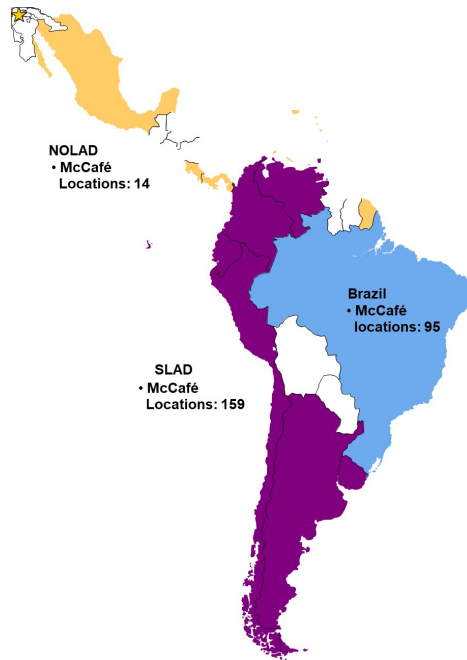 NOLAD
• McCafé
Locations: 14
Brazil
• McCafé
locations: 95
SLAD
• McCafé
Locations: 159